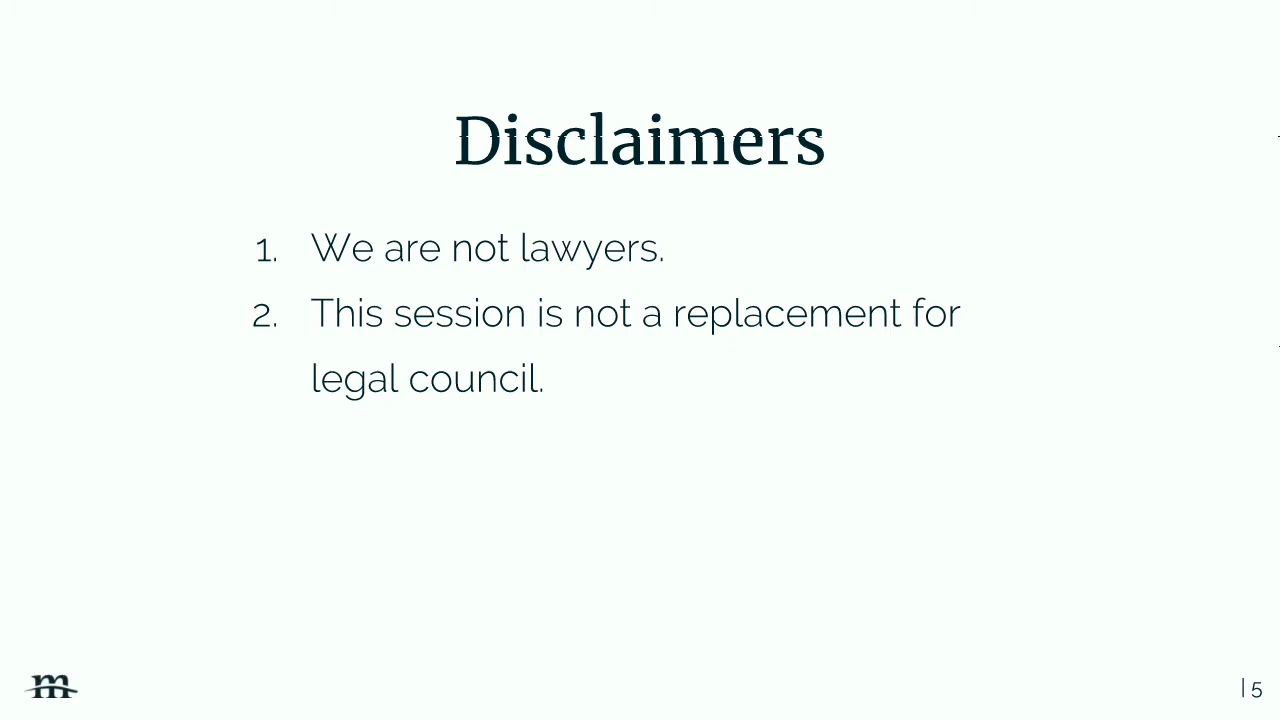 Disclaimers
1. We are not lawyers.
2. This session is not a replacement for
legal council.
m
| 5